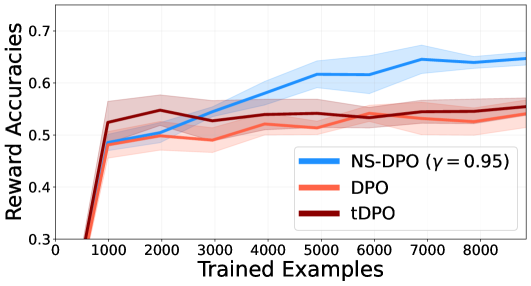 Reward Accuracies
0.7
0.6
0.5
0.4
0.3
NS-DPO (γ = 0.95)
DPO
tDPO
0 1000 2000 3000 4000 5000 6000 7000 8000
Trained Examples